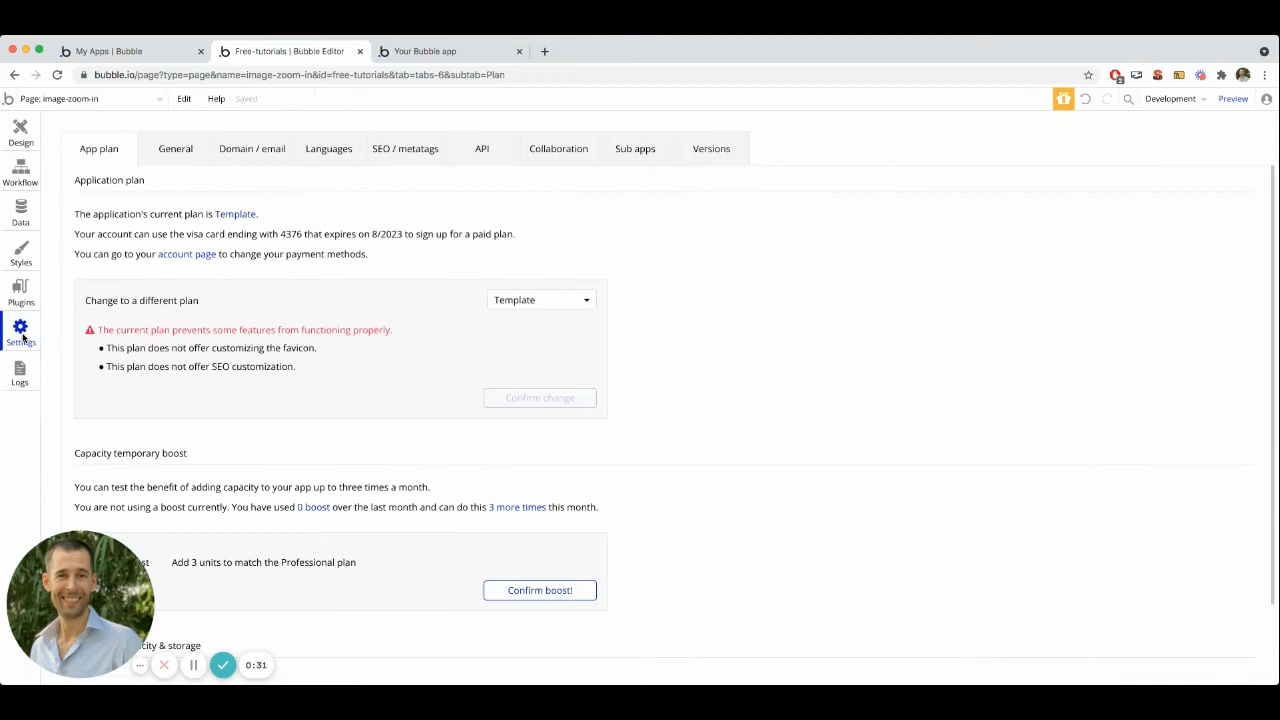 My Apps | Bubble
Free-tutorials | Bubble Editor
Your Bubble app
bubble.io/page?type=page&name=image-zoom-in&id=free-tutorials&tab=tabs-6&subtab=Plan
Page: image-zoom-in
Edit
Help
Saved
Development
Preview
Design
Workflow
Data
Styles
Plugins
Settings
Logs
App plan
General
Domain / email
Languages
SEO / metatags
API
Collaboration
Sub apps
Versions
Application plan
The application's current plan is Template.
Your account can use the visa card ending with 4376 that expires on 8/2023 to sign up for a paid plan.
You can go to your account page to change your payment methods.
Change to a different plan
Template
The current plan prevents some features from functioning properly.
• This plan does not offer customizing the favicon.
• This plan does not offer SEO customization.
Confirm change
Capacity temporary boost
You can test the benefit of adding capacity to your app up to three times a month.
You are not using a boost currently. You have used 0 boost over the last month and can do this 3 more times this month.
Add 3 units to match the Professional plan
Confirm boost!
& storage
0:31